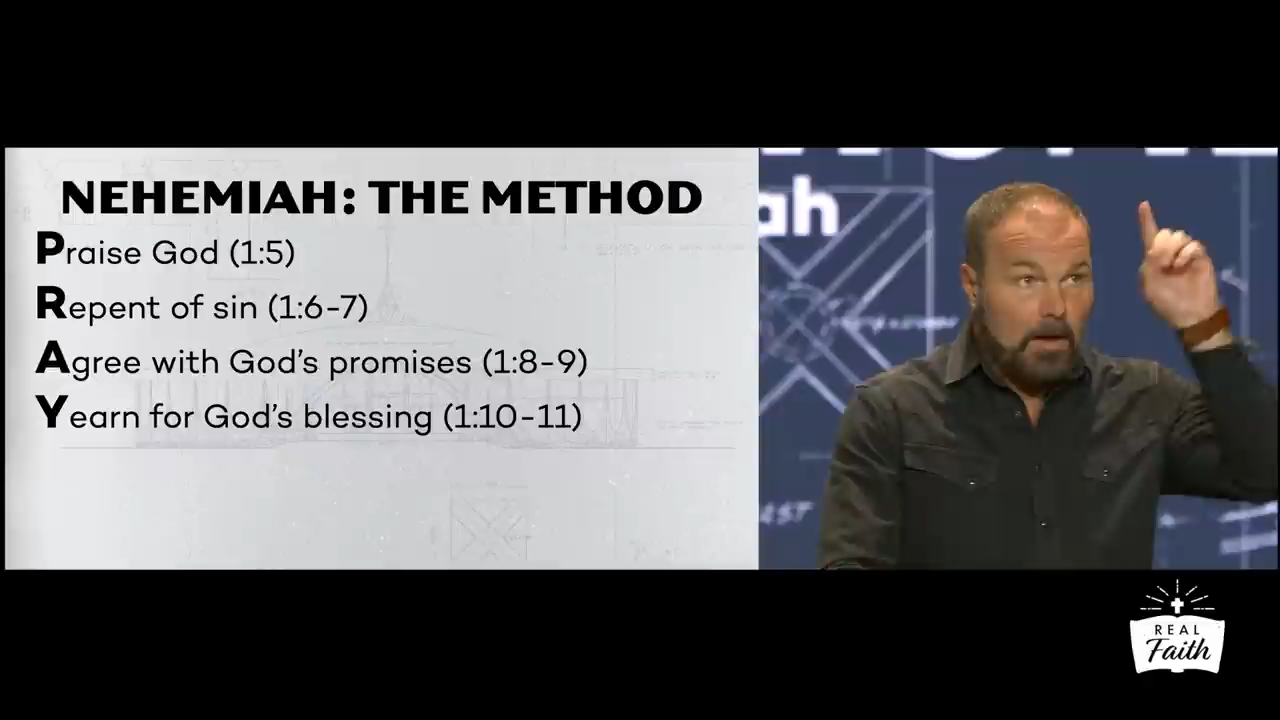 NEHEMIAH: THE METHOD
Praise God (1:5)
Repent of sin (1:6-7)
Agree with God's promises (1:8-9)
Yearn for God's blessing (1:10-11)
ah
REAL
Faith